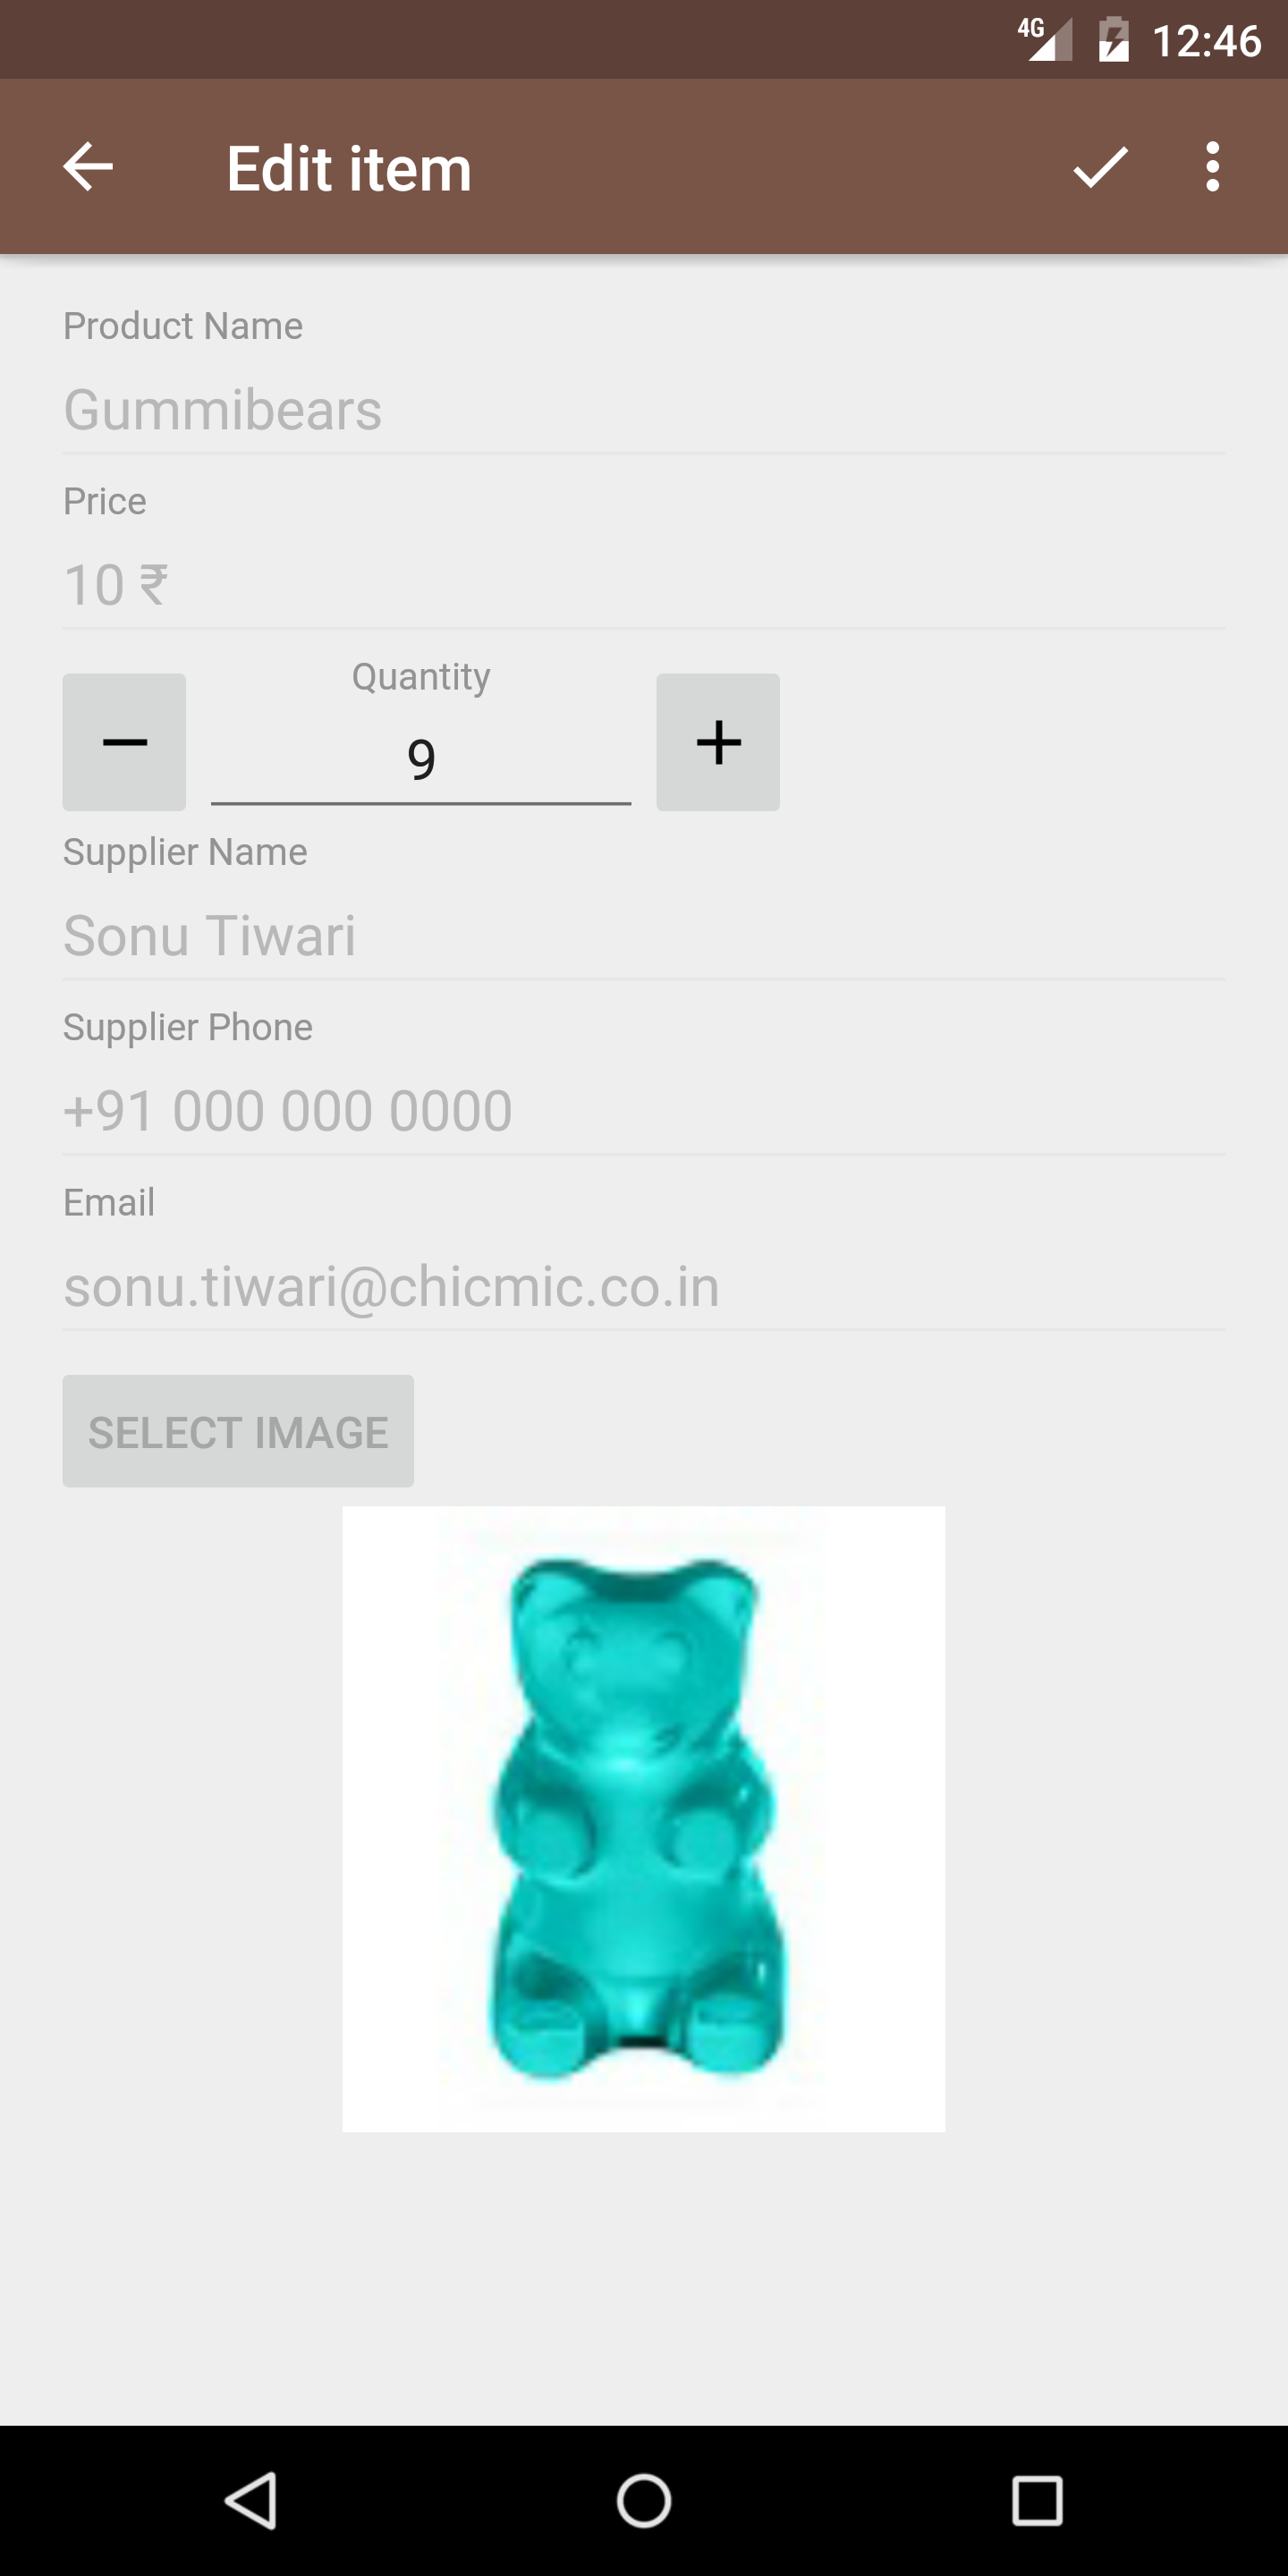 4G 12:46
Edit item
Product Name
Gummibears
Price
10 ₹
Quantity
9
Supplier Name
Sonu Tiwari
Supplier Phone
+91 000 000 0000
Email
sonu.tiwari@chicmic.co.in
SELECT IMAGE